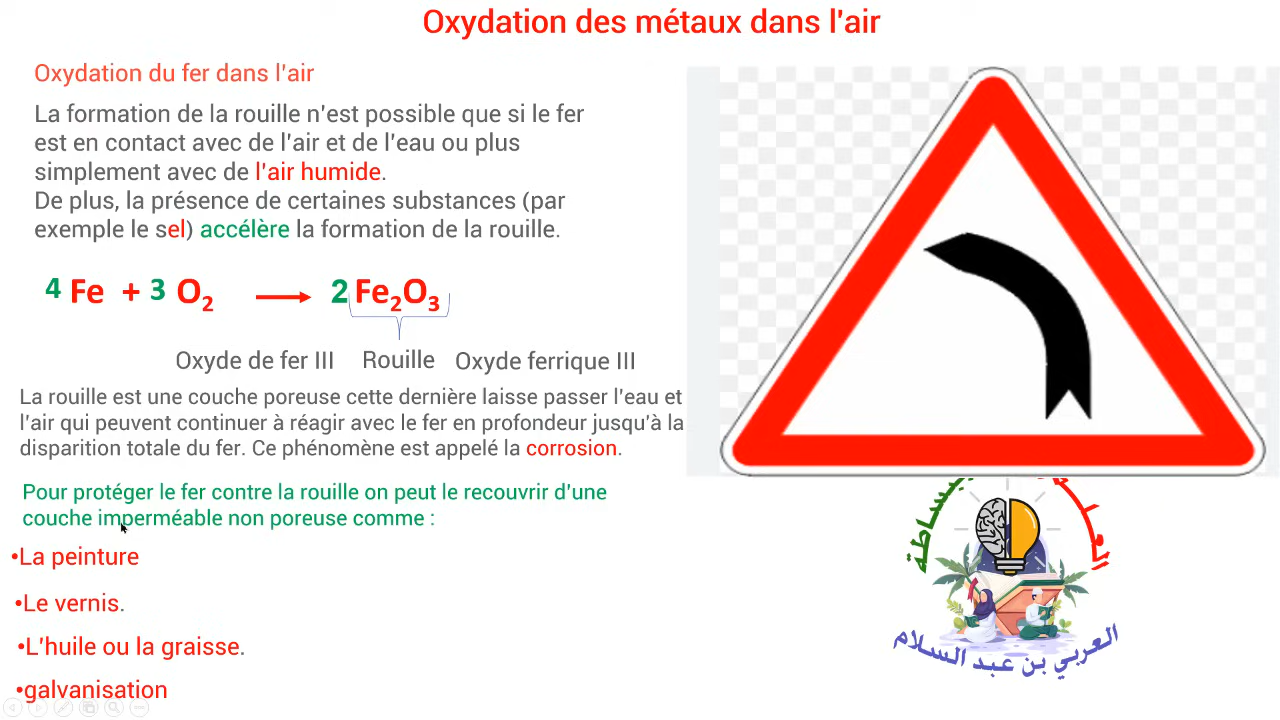 Oxydation des métaux dans l'air
Oxydation du fer dans l'air
La formation de la rouille n'est possible que si le fer
est en contact avec de l'air et de l'eau ou plus
simplement avec de l'air humide.
De plus, la présence de certaines substances (par
exemple le sel) accélère la formation de la rouille.
4 Fe + 3 O2 → 2 Fe2O3
Oxyde de fer III Rouille Oxyde ferrique III
La rouille est une couche poreuse cette dernière laisse passer l'eau et
l'air qui peuvent continuer à réagir avec le fer en profondeur jusqu'à la
disparition totale du fer. Ce phénomène est appelé la corrosion.
Pour protéger le fer contre la rouille on peut le recouvrir d'une
couche imperméable non poreuse comme :
•La peinture
•Le vernis.
•L'huile ou la graisse.
•galvanisation
العربي بن عبد السلام